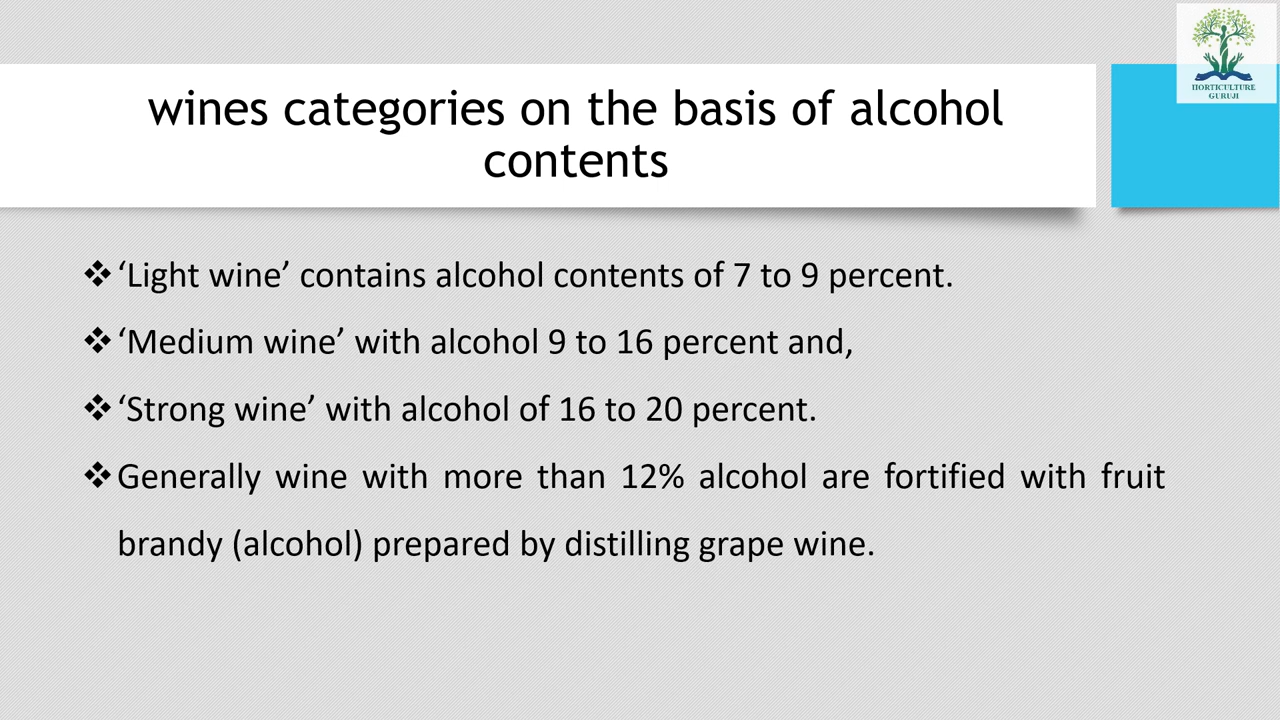 HORTICULTURE
GURUJI
wines categories on the basis of alcohol
contents
❖‘Light wine’ contains alcohol contents of 7 to 9 percent.
❖‘Medium wine’ with alcohol 9 to 16 percent and,
❖‘Strong wine’ with alcohol of 16 to 20 percent.
❖Generally wine with more than 12% alcohol are fortified with fruit
brandy (alcohol) prepared by distilling grape wine.